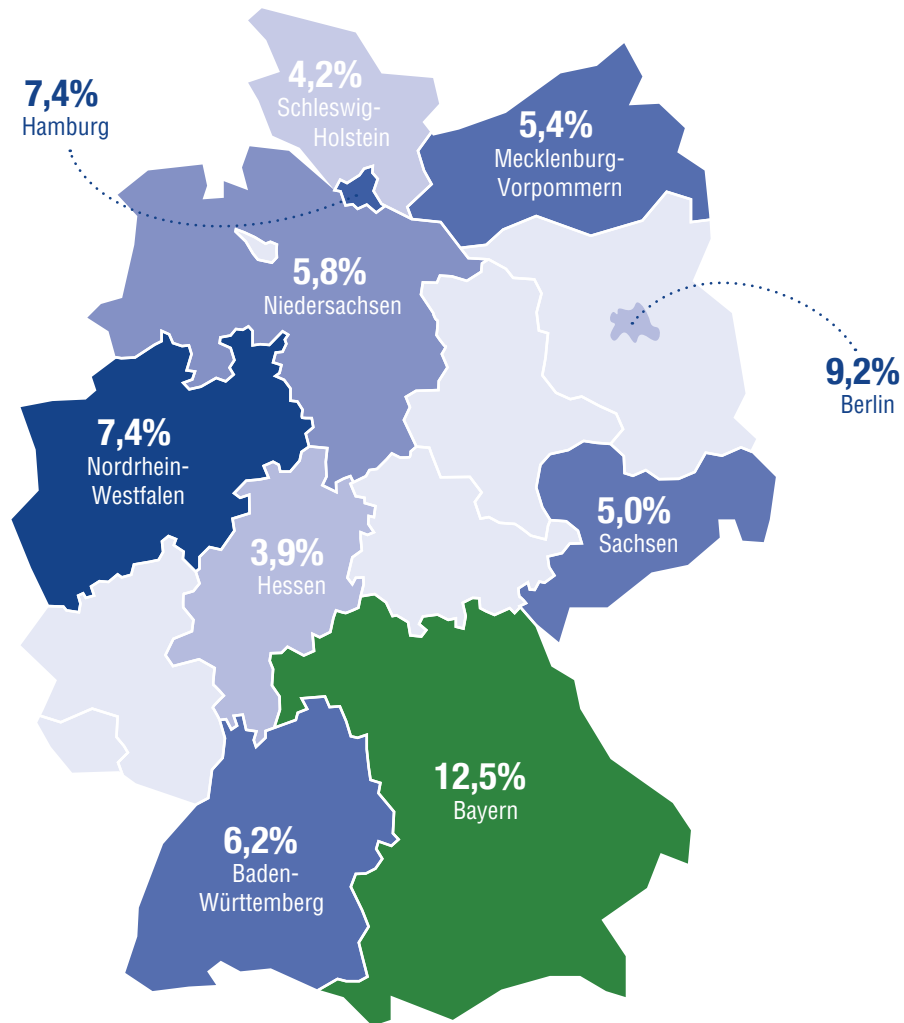 4,2%
Schleswig-
Holstein
7,4%
Hamburg
5,4%
Mecklenburg-
Vorpommern
5,8%
Niedersachsen
9,2%
Berlin
7,4%
Nordrhein-
Westfalen
5,0%
Sachsen
3,9%
Hessen
12,5%
Bayern
6,2%
Baden-
Württemberg